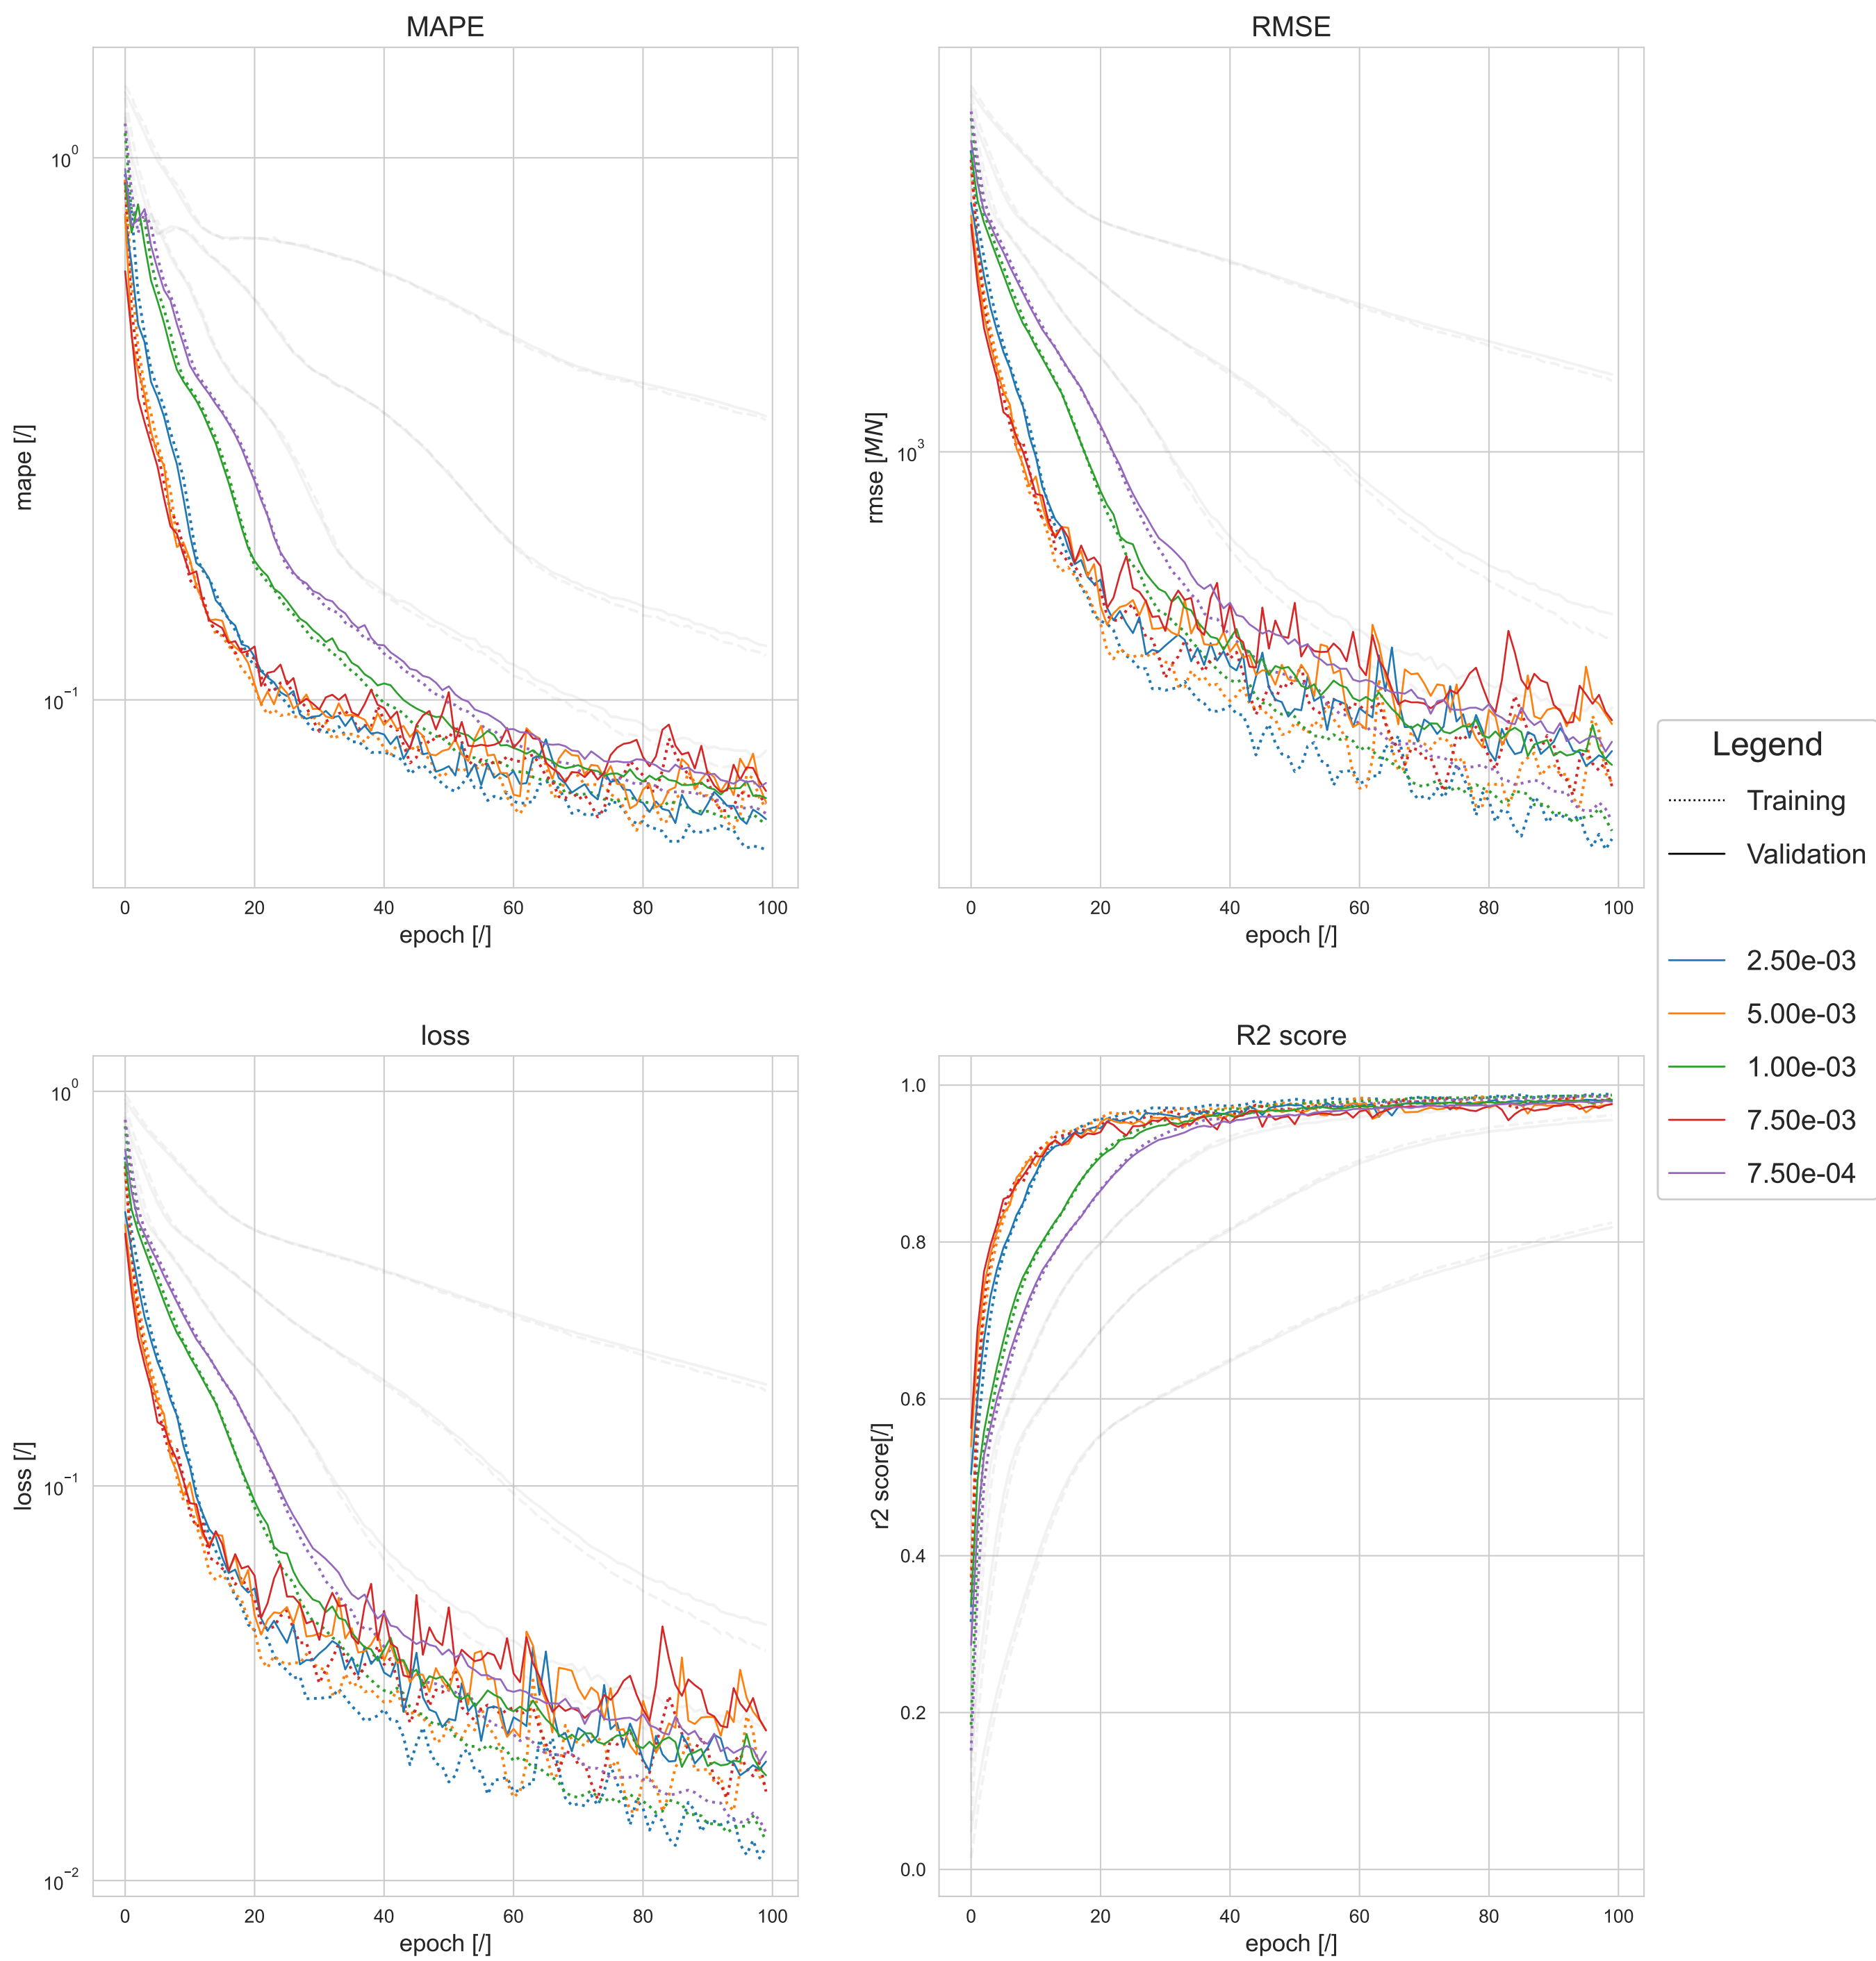 MAPE
10^0
10^-1
mape [/]
0 20 40 60 80 100
epoch [/]
RMSE
10^3
rmse [MN]
0 20 40 60 80 100
epoch [/]
loss
10^0
10^-1
10^-2
loss [/]
0 20 40 60 80 100
epoch [/]
R2 score
1.0
0.8
0.6
0.4
0.2
0.0
r2 score[/]
0 20 40 60 80 100
epoch [/]
Legend
Training
Validation
2.50e-03
5.00e-03
1.00e-03
7.50e-03
7.50e-04